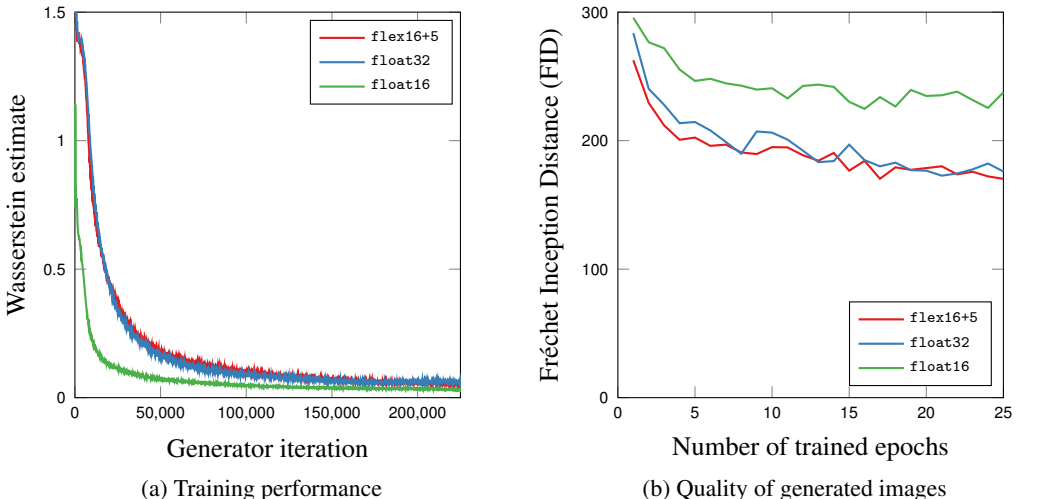 1.5
1
0.5
0
Wasserstein estimate
flex16+5
float32
float16
0 50,000 100,000 150,000 200,000
Generator iteration
(a) Training performance
300
200
100
0
Fréchet Inception Distance (FID)
flex16+5
float32
float16
0 5 10 15 20 25
Number of trained epochs
(b) Quality of generated images